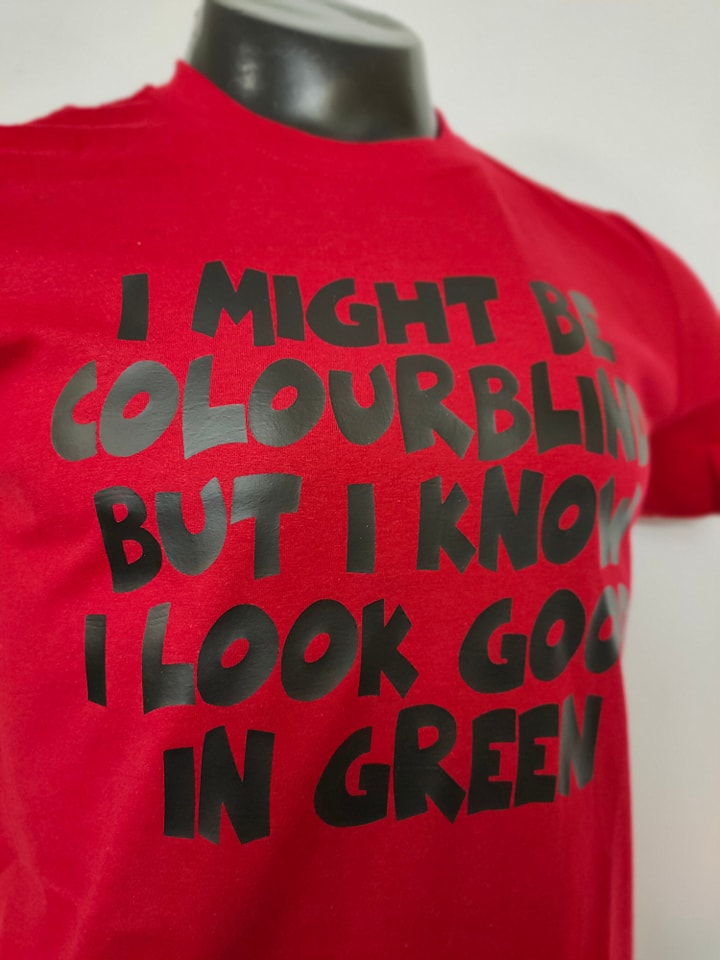 I MIGHT BE
COLOURBLIND
BUT I KNOW
I LOOK GOOD
IN GREEN